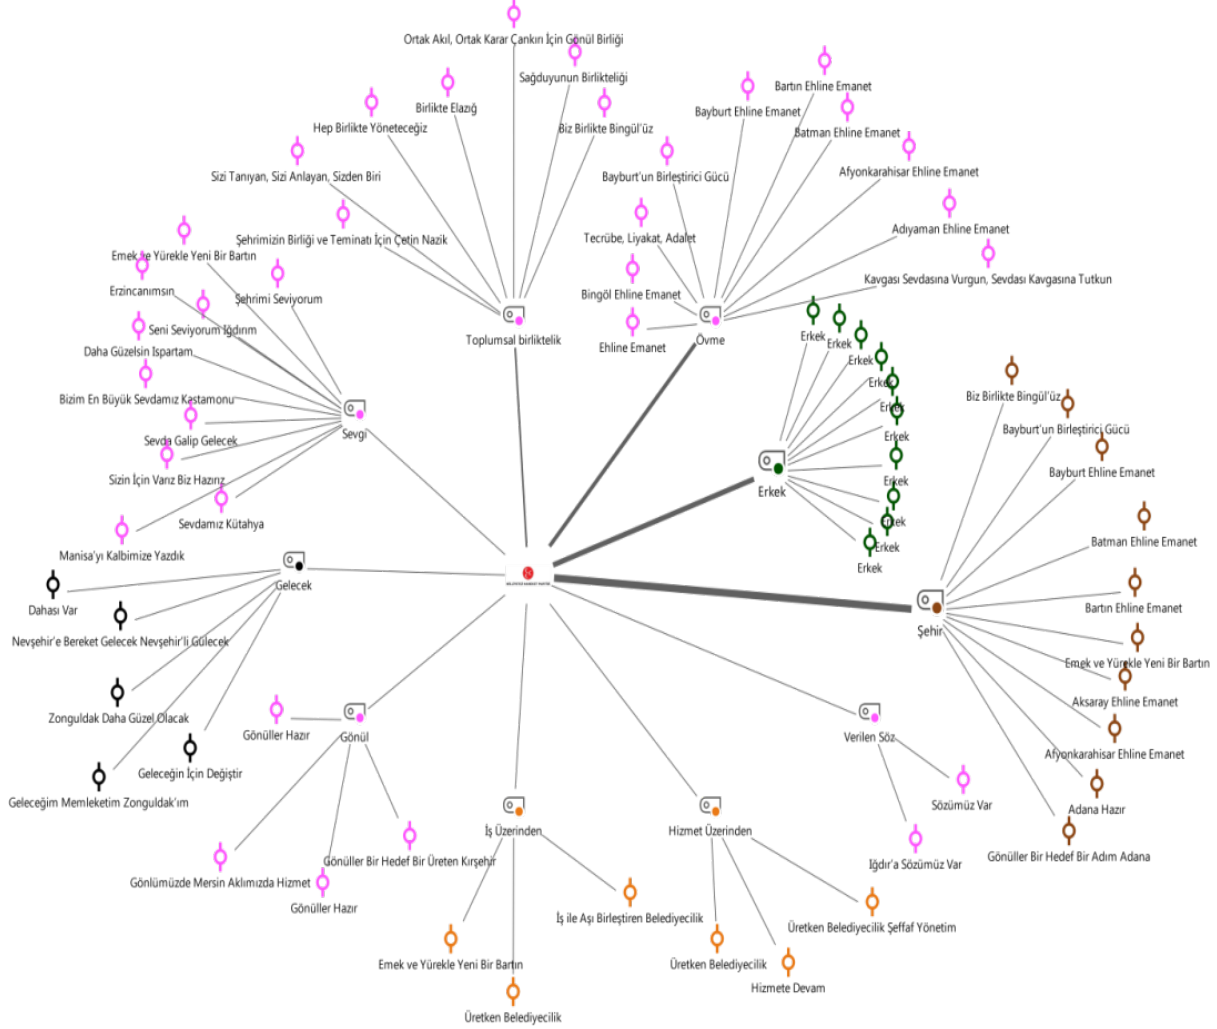 Ortak Akıl, Ortak Karar Çankırı İçin Gönül Birliği
Sağduyunun Birlikteliği
Birlikte Elazığ
Biz Birlikte Bingül'üz
Hep Birlikte Yöneteceğiz
Sizi Tanıyan, Sizi Anlayan, Sizden Biri
Şehrimizin Birliği ve Teminatı İçin Çetin Nazik
Toplumsal birliktelik
Bartın Ehline Emanet
Bayburt Ehline Emanet
Batman Ehline Emanet
Bayburt'un Birleştirici Gücü
Afyonkarahisar Ehline Emanet
Tecrübe, Liyakat, Adalet
Adıyaman Ehline Emanet
Kavgası Sevdasına Vurgun, Sevdası Kavgasına Tutkun
Bingöl Ehline Emanet
Ehline Emanet
Övme
Emek ve Yürekle Yeni Bir Bartın
Erzincanımsın
Şehrimi Seviyorum
Seni Seviyorum Iğdırım
Daha Güzelsin Ispartam
Bizim En Büyük Sevdamız Kastamonu
Sevda Galip Gelecek
Sizin İçin Varız Biz Hazırız
Sevdamız Kütahya
Manisa'yı Kalbimize Yazdık
Sevgi
Erkek
Erkek
Erkek
Erkek
Erkek
Erkek
Erkek
Erkek
Erkek
Erkek
Erkek
Biz Birlikte Bingül'üz
Bayburt'un Birleştirici Gücü
Bayburt Ehline Emanet
Batman Ehline Emanet
Bartın Ehline Emanet
Emek ve Yürekle Yeni Bir Bartın
Aksaray Ehline Emanet
Afyonkarahisar Ehline Emanet
Adana Hazır
Gönüller Bir Hedef Bir Adım Adana
Şehir
Gelecek
Dahası Var
Nevşehir'e Bereket Gelecek Nevşehir'li Gülecek
Zonguldak Daha Güzel Olacak
Geleceğin İçin Değiştir
Geleceğim Memleketim Zonguldak'ım
Gönül
Gönüller Hazır
Gönüller Bir Hedef Bir Üreten Kırşehir
Gönlümüzde Mersin Aklımızda Hizmet
Gönüller Hazır
İş Üzerinden
İş ile Aşı Birleştiren Belediyecilik
Emek ve Yürekle Yeni Bir Bartın
Üretken Belediyecilik
Hizmet Üzerinden
Üretken Belediyecilik Şeffaf Yönetim
Üretken Belediyecilik
Hizmete Devam
Verilen Söz
Sözümüz Var
Iğdır'a Sözümüz Var